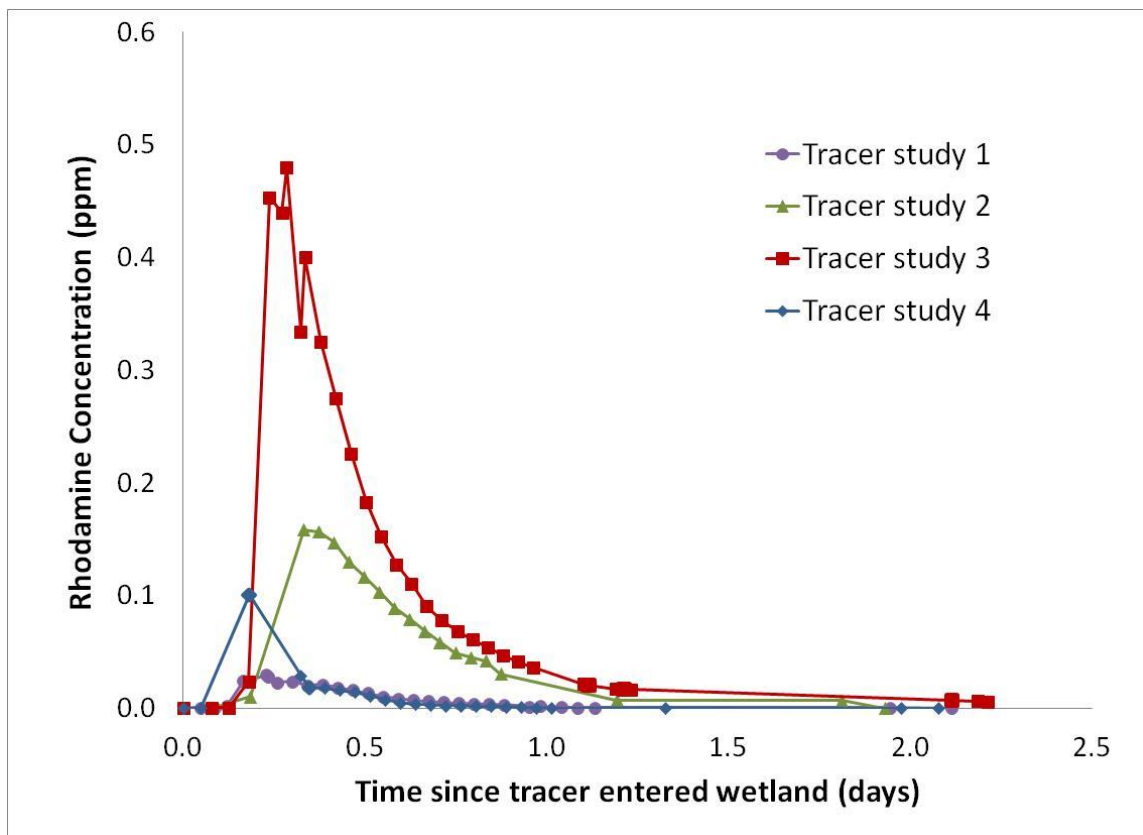 0.6
0.5
0.4
0.3
0.2
0.1
0.0
Rhodamine Concentration (ppm)
Tracer study 1
Tracer study 2
Tracer study 3
Tracer study 4
0.0 0.5 1.0 1.5 2.0 2.5
Time since tracer entered wetland (days)